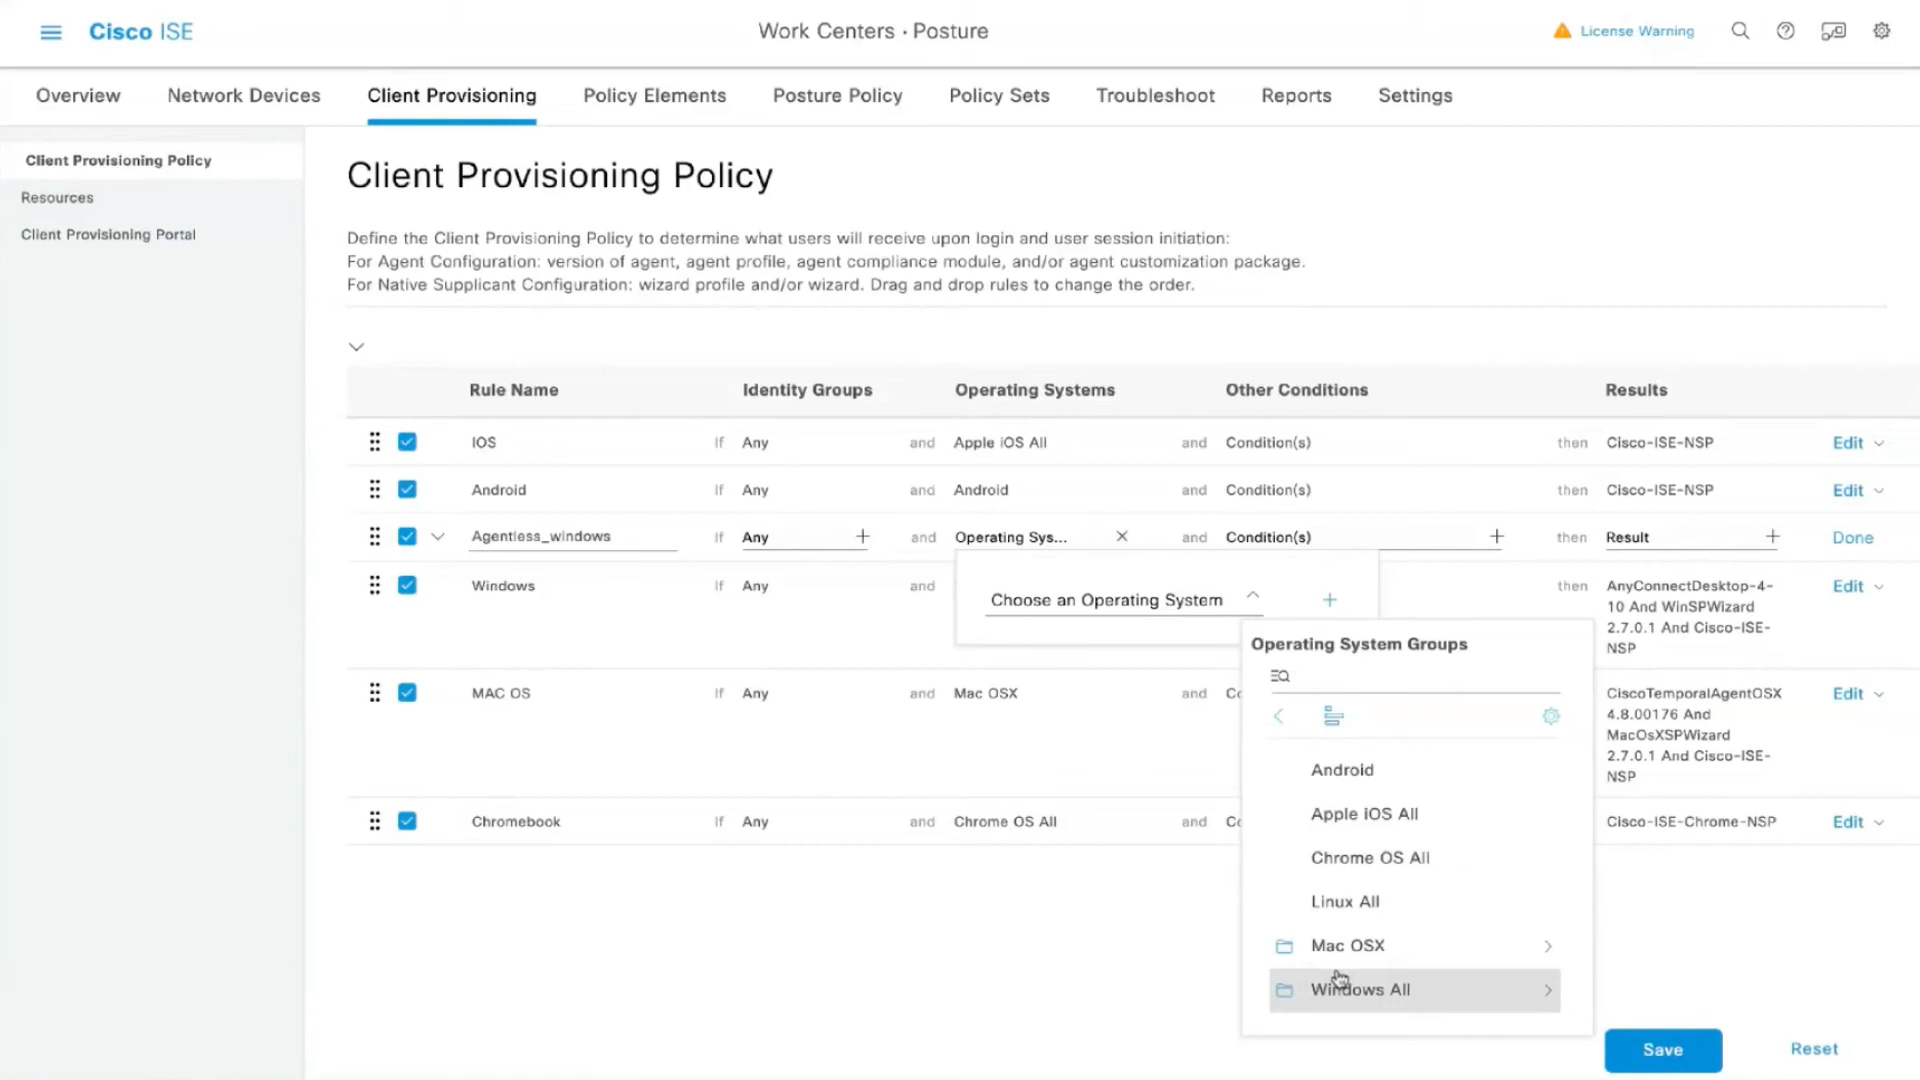 Cisco ISE
Work Centers · Posture
License Warning
Overview
Network Devices
Client Provisioning
Policy Elements
Posture Policy
Policy Sets
Troubleshoot
Reports
Settings
Client Provisioning Policy
Resources
Client Provisioning Portal
Client Provisioning Policy
Define the Client Provisioning Policy to determine what users will receive upon login and user session initiation:
For Agent Configuration: version of agent, agent profile, agent compliance module, and/or agent customization package.
For Native Supplicant Configuration: wizard profile and/or wizard. Drag and drop rules to change the order.
Rule Name Identity Groups Operating Systems Other Conditions Results
IOS If Any and Apple iOS All and Condition(s) then Cisco-ISE-NSP Edit
Android If Any and Android and Condition(s) then Cisco-ISE-NSP Edit
Agentless_windows If Any and Operating Sys... and Condition(s) then Result Done
Windows If Any and then AnyConnectDesktop-4- Edit
10 And WinSPWizard
2.7.0.1 And Cisco-ISE-
NSP
Choose an Operating System
MAC OS If Any and Mac OSX and Co CiscoTemporalAgentOSX Edit
4.8.00176 And
MacOsXSPWizard
2.7.0.1 And Cisco-ISE-
NSP
Chromebook If Any and Chrome OS All and Co Cisco-ISE-Chrome-NSP Edit
Operating System Groups
Android
Apple iOS All
Chrome OS All
Linux All
Mac OSX
Windows All
Save
Reset